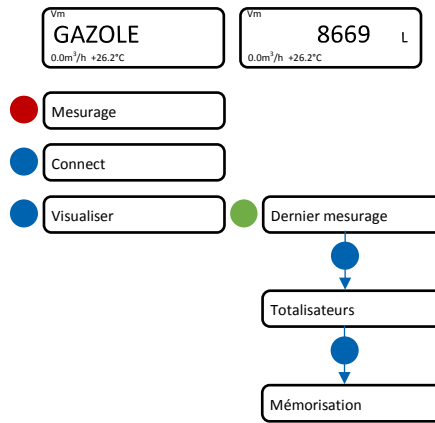 Vm
GAZOLE
0.0m³/h +26.2°C
Vm
8669 L
0.0m³/h +26.2°C
Mesurage
Connect
Visualiser
Dernier mesurage
Totalisateurs
Mémorisation